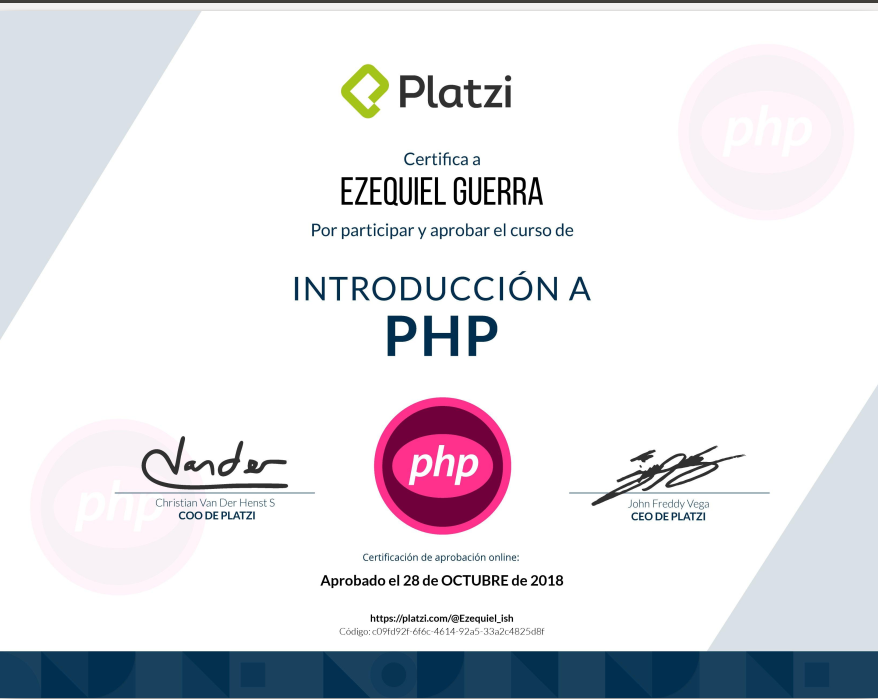 Platzi
php
Certifica a
EZEQUIEL GUERRA
Por participar y aprobar el curso de
INTRODUCCIÓN A
PHP
Vander
php
php
Christian Van Der Henst S
COO DE PLATZI
John Freddy Vega
CEO DE PLATZI
Certificación de aprobación online:
Aprobado el 28 de OCTUBRE de 2018
https://platzi.com/@Ezequiel_ish
Código: c09fd92f-6f6c-4614-92a5-33a2c4825d8f